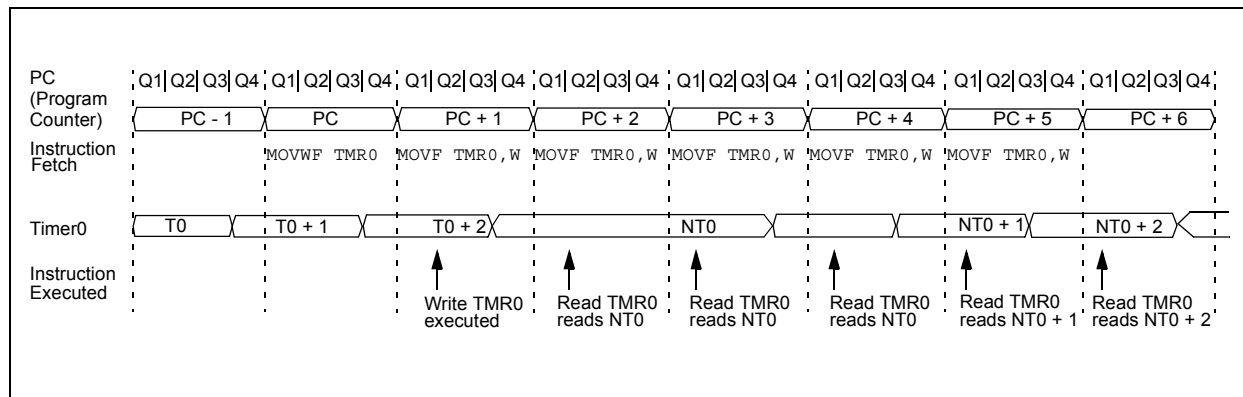 Q1 Q2 Q3 Q4 Q1 Q2 Q3 Q4 Q1 Q2 Q3 Q4 Q1 Q2 Q3 Q4 Q1 Q2 Q3 Q4 Q1 Q2 Q3 Q4 Q1 Q2 Q3 Q4 Q1 Q2 Q3 Q4
PC
(Program
Counter)
PC - 1 PC PC + 1 PC + 2 PC + 3 PC + 4 PC + 5 PC + 6
Instruction
Fetch
MOVWF TMR0 MOVF TMR0,W MOVF TMR0,W MOVF TMR0,W MOVF TMR0,W MOVF TMR0,W
Timer0
T0 T0 + 1 T0 + 2 NT0 NT0 + 1 NT0 + 2
Instruction
Executed
Write TMR0
executed
Read TMR0
reads NT0
Read TMR0
reads NT0
Read TMR0
reads NT0
Read TMR0
reads NT0 + 1
Read TMR0
reads NT0 + 2